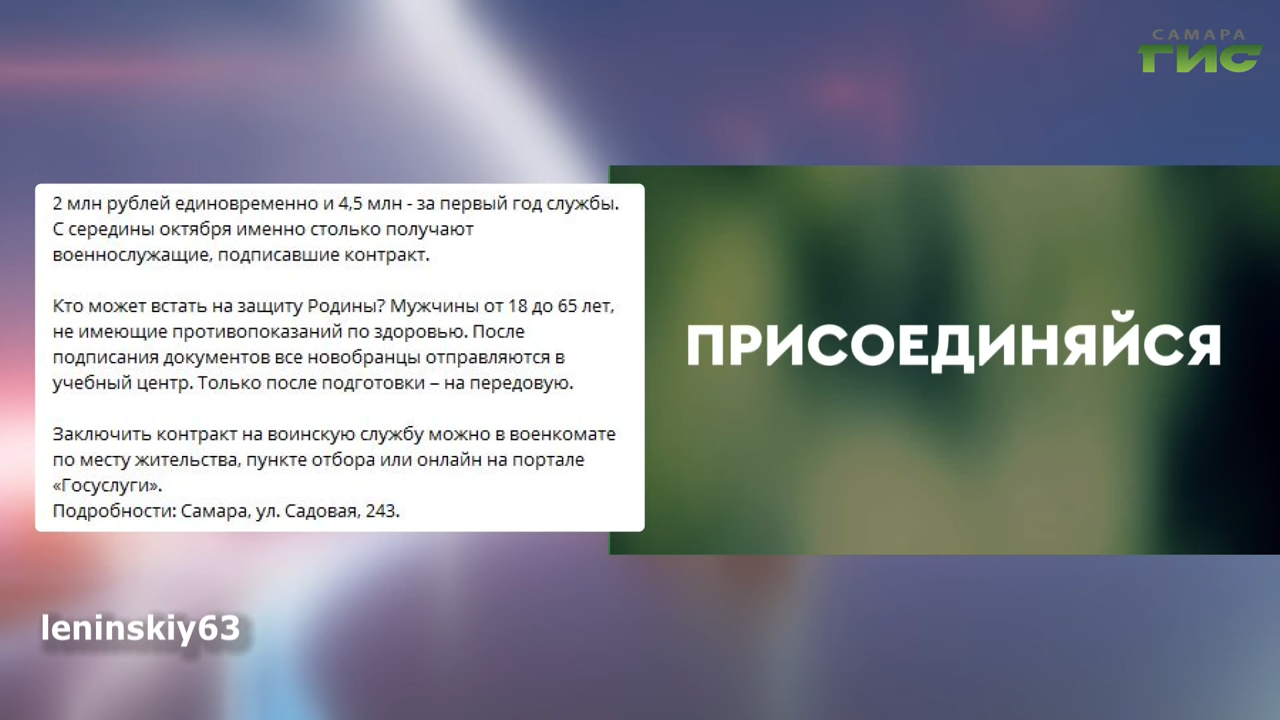 САМАРА
ГИС
2 млн рублей единовременно и 4,5 млн - за первый год службы.
С середины октября именно столько получают
военнослужащие, подписавшие контракт.
Кто может встать на защиту Родины? Мужчины от 18 до 65 лет,
не имеющие противопоказаний по здоровью. После
подписания документов все новобранцы отправляются в
учебный центр. Только после подготовки – на передовую.
Заключить контракт на воинскую службу можно в военкомате
по месту жительства, пункте отбора или онлайн на портале
«Госуслуги».
Подробности: Самара, ул. Садовая, 243.
ПРИСОЕДИНЯЙСЯ
leninskiy63